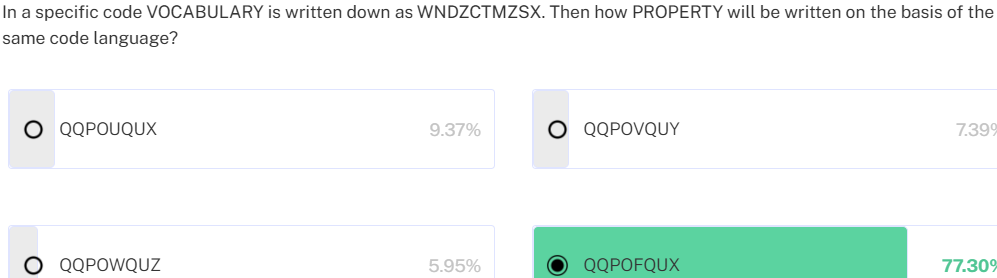 In a specific code VOCABULARY is written down as WNDZCTMZSX. Then how PROPERTY will be written on the basis of the
same code language?
QQPOUQUX 9.37%
QQPOVQUY 7.39%
QQPOWQUZ 5.95%
QQPOFQUX 77.30%